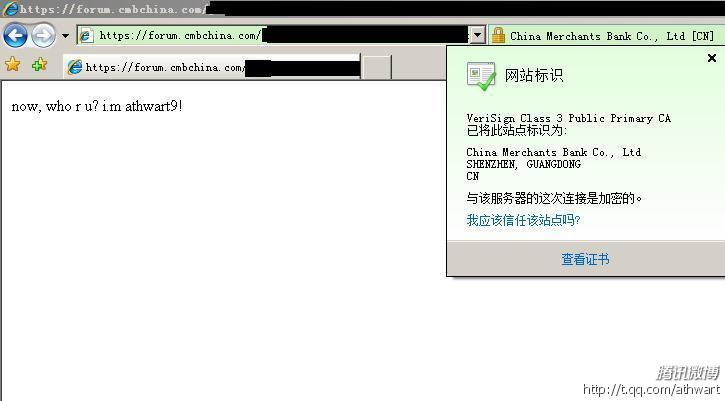 https://forum.cmbchina.com/
https://forum.cmbchina.com/
China Merchants Bank Co., Ltd [CN]
https://forum.cmbchina.com/
now, who r u? i.m athwart9!
网站标识
VeriSign Class 3 Public Primary CA
已将此站点标识为:
China Merchants Bank Co., Ltd
SHENZHEN, GUANGDONG
CN
与该服务器的这次连接是加密的。
我应该信任该站点吗?
查看证书
腾讯微博
http://t.qq.com/athwart